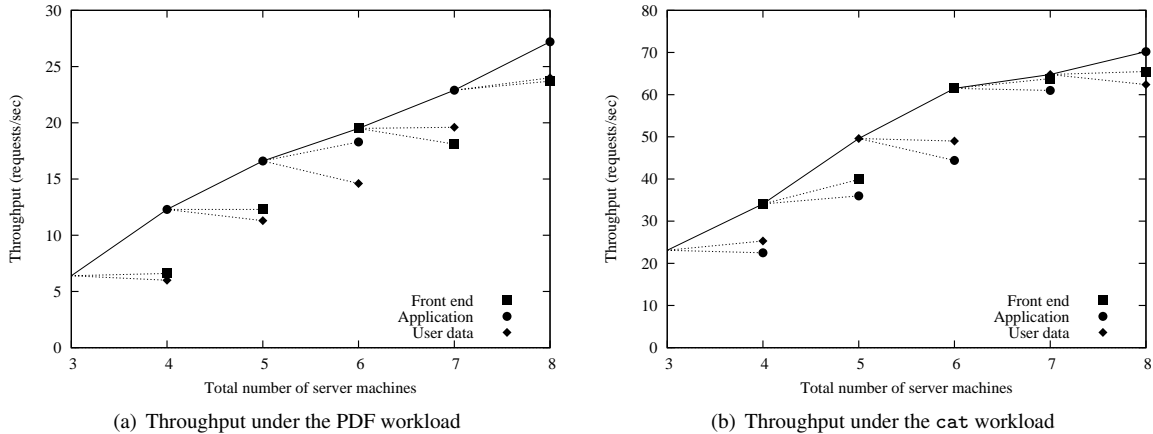 30
25
20
15
10
5
0
3 4 5 6 7 8
Throughput (requests/sec)
Total number of server machines
Front end
Application
User data
(a) Throughput under the PDF workload
80
70
60
50
40
30
20
10
0
3 4 5 6 7 8
Throughput (requests/sec)
Total number of server machines
Front end
Application
User data
(b) Throughput under the cat workload